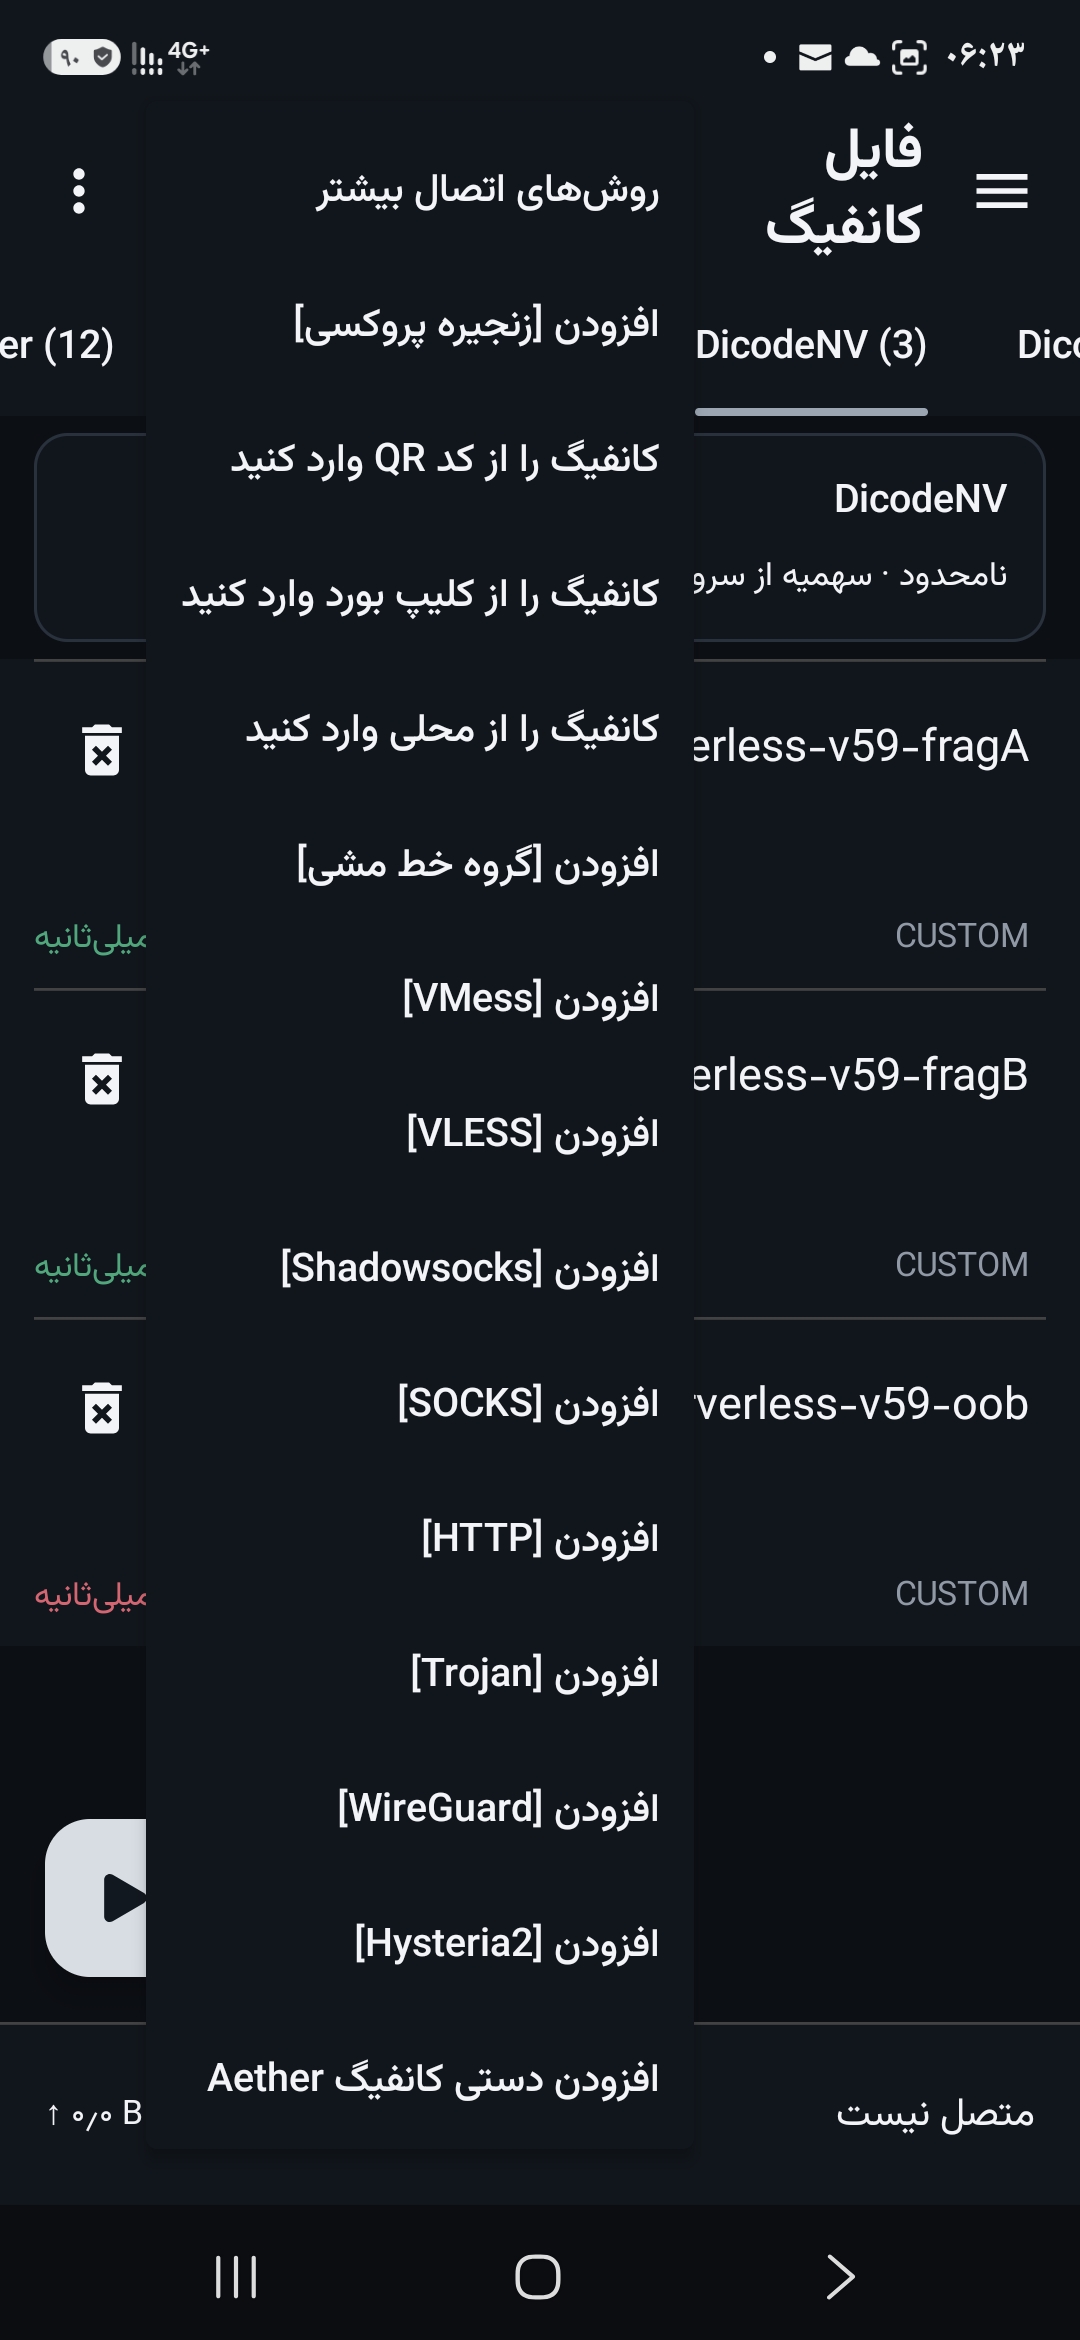 ۹۰
4G+
۰۶:۲۳
فایل
کانفیگ
er (12)
DicodeNV (3)
روش‌های اتصال بیشتر
افزودن [زنجیره پروکسی]
کانفیگ را از کد QR وارد کنید
کانفیگ را از کلیپ بورد وارد کنید
کانفیگ را از محلی وارد کنید
افزودن [گروه خط مشی]
افزودن [VMess]
افزودن [VLESS]
افزودن [Shadowsocks]
افزودن [SOCKS]
افزودن [HTTP]
افزودن [Trojan]
افزودن [WireGuard]
افزودن [Hysteria2]
افزودن دستی کانفیگ Aether
DicodeNV
نامحدود · سهمیه از سرو
erless-v59-fragA
CUSTOM
میلی‌ثانیه
erless-v59-fragB
CUSTOM
میلی‌ثانیه
verless-v59-oob
CUSTOM
میلی‌ثانیه
متصل نیست
↑ ۰٫۰ B